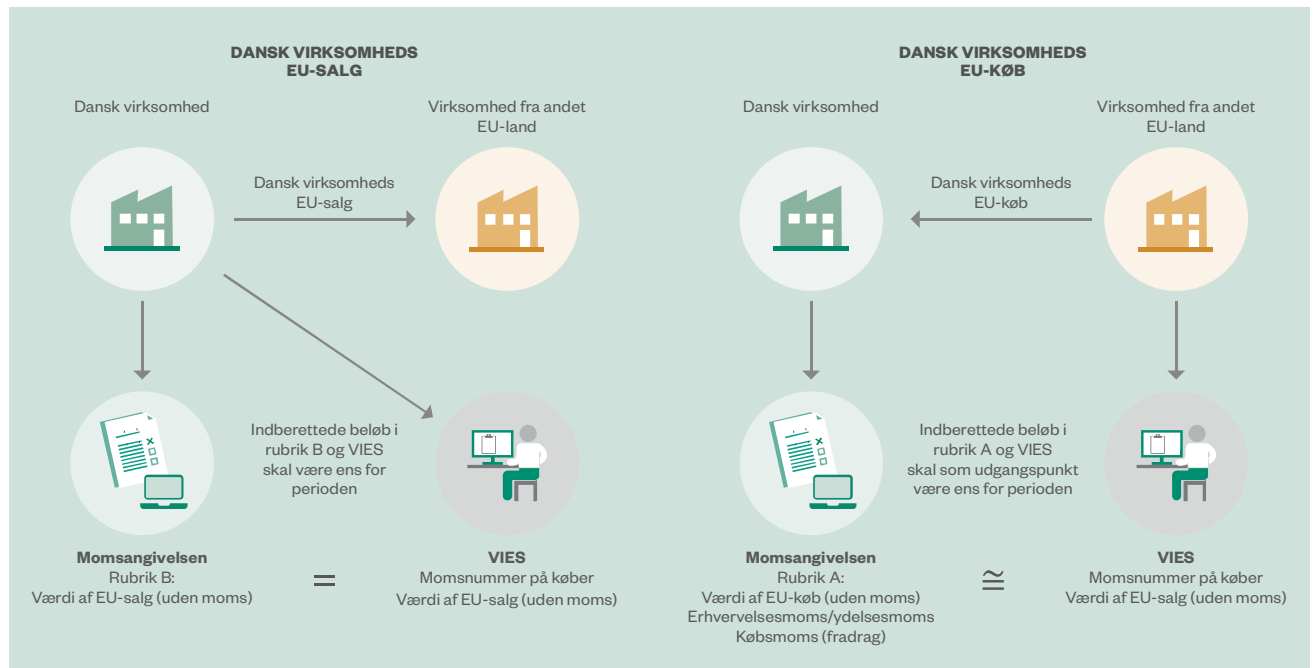 DANSK VIRKSOMHEDS
EU-SALG
Dansk virksomhed
Virksomhed fra andet
EU-land
Dansk virksomheds
EU-salg
Indberettede beløb i
rubrik B og VIES
skal være ens for
perioden
Momsangivelsen
Rubrik B:
Værdi af EU-salg (uden moms)
=
VIES
Momsnummer på køber
Værdi af EU-salg (uden moms)
DANSK VIRKSOMHEDS
EU-KØB
Dansk virksomhed
Virksomhed fra andet
EU-land
Dansk virksomheds
EU-køb
Indberettede beløb i
rubrik A og VIES
skal som udgangspunkt
være ens for perioden
Momsangivelsen
Rubrik A:
Værdi af EU-køb (uden moms)
Erhvervelsesmoms/ydelsesmoms
Købsmoms (fradrag)
≅
VIES
Momsnummer på køber
Værdi af EU-salg (uden moms)